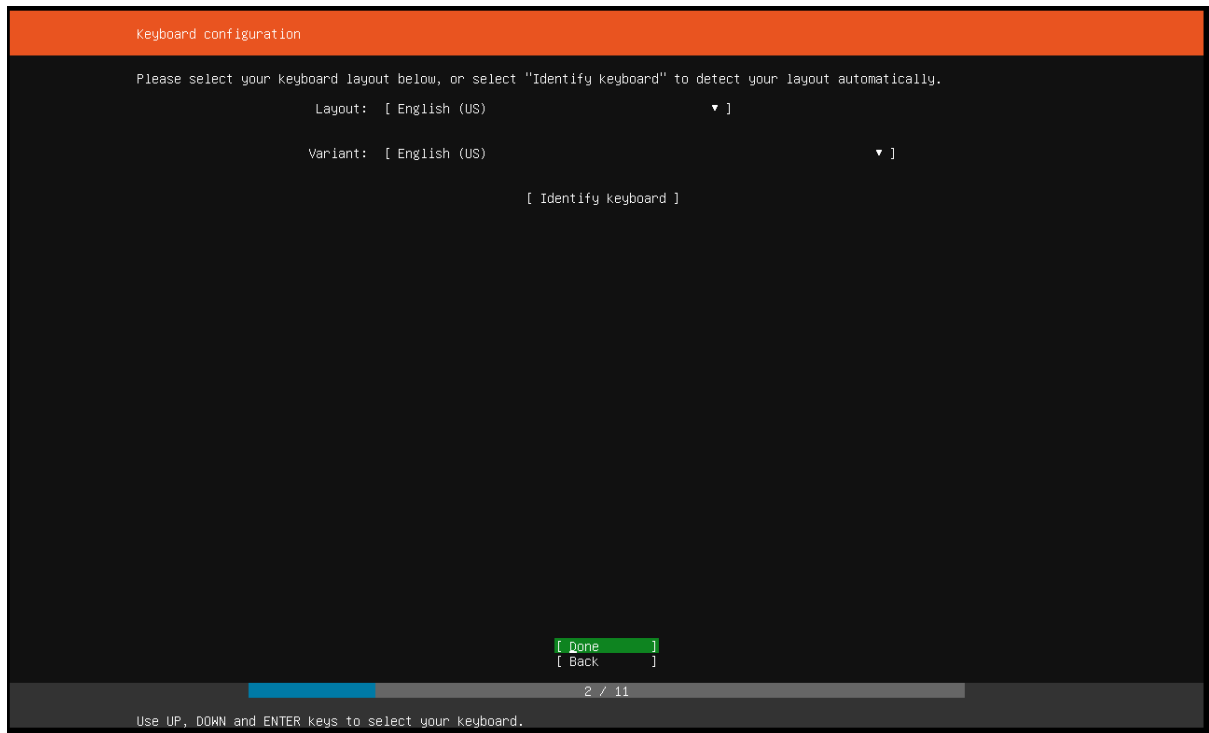 Keyboard configuration
Please select your keyboard layout below, or select "Identify keyboard" to detect your layout automatically.
Layout: [ English (US) ▾ ]
Variant: [ English (US) ▾ ]
[ Identify keyboard ]
[ Done ]
[ Back ]
2 / 11
Use UP, DOWN and ENTER keys to select your keyboard.